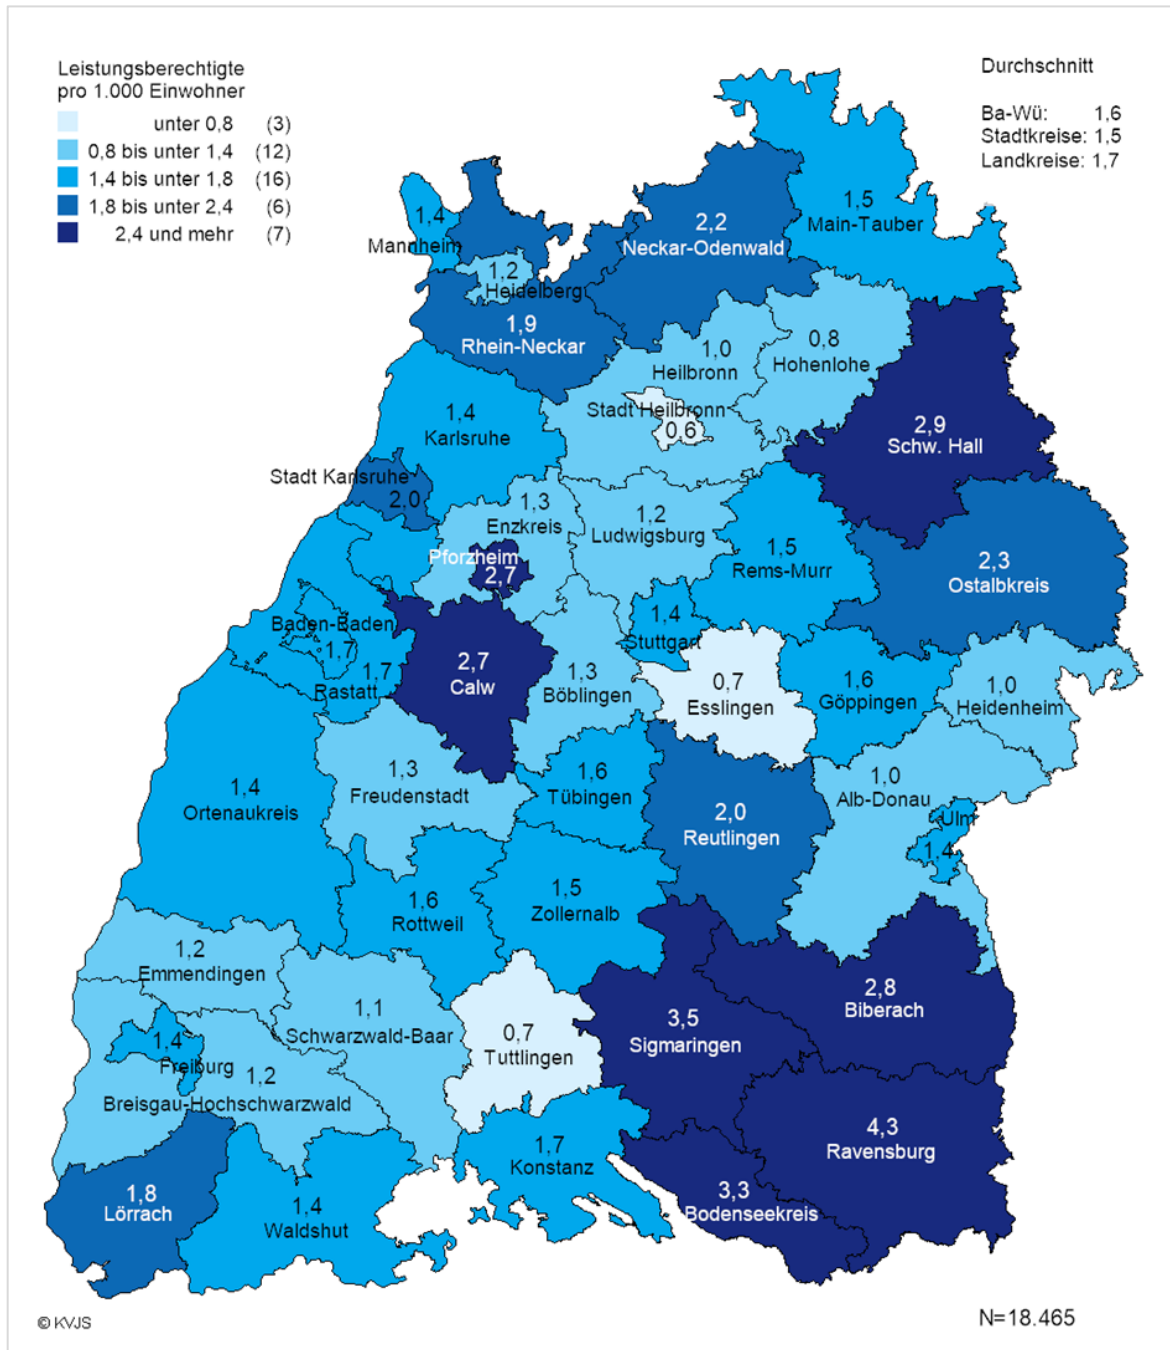 Leistungsberechtigte
pro 1.000 Einwohner
unter 0,8 (3)
0,8 bis unter 1,4 (12)
1,4 bis unter 1,8 (16)
1,8 bis unter 2,4 (6)
2,4 und mehr (7)
Durchschnitt
Ba-Wü: 1,6
Stadtkreise: 1,5
Landkreise: 1,7
1,5
Main-Tauber
1,4
Mannheim
2,2
Neckar-Odenwald
1,2
Heidelberg
1,9
Rhein-Neckar
1,0
Heilbronn
0,8
Hohenlohe
Stadt Heilbronn
0,6
1,4
Karlsruhe
2,9
Schw. Hall
Stadt Karlsruhe
2,0
1,3
Enzkreis
1,2
Ludwigsburg
Pforzheim
2,7
1,5
Rems-Murr
2,3
Ostalbkreis
Baden-Baden
1,7
1,7
Rastatt
2,7
Calw
1,3
Böblingen
1,4
Stuttgart
0,7
Esslingen
1,6
Göppingen
1,0
Heidenheim
1,4
Ortenaukreis
1,3
Freudenstadt
1,6
Tübingen
2,0
Reutlingen
1,0
Alb-Donau
Ulm
1,4
1,6
Rottweil
1,5
Zollernalb
1,2
Emmendingen
1,1
Schwarzwald-Baar
0,7
Tuttlingen
3,5
Sigmaringen
2,8
Biberach
1,4
Freiburg
1,2
Breisgau-Hochschwarzwald
4,3
Ravensburg
1,8
Lörrach
1,4
Waldshut
1,7
Konstanz
3,3
Bodenseekreis
© KVJS
N=18.465